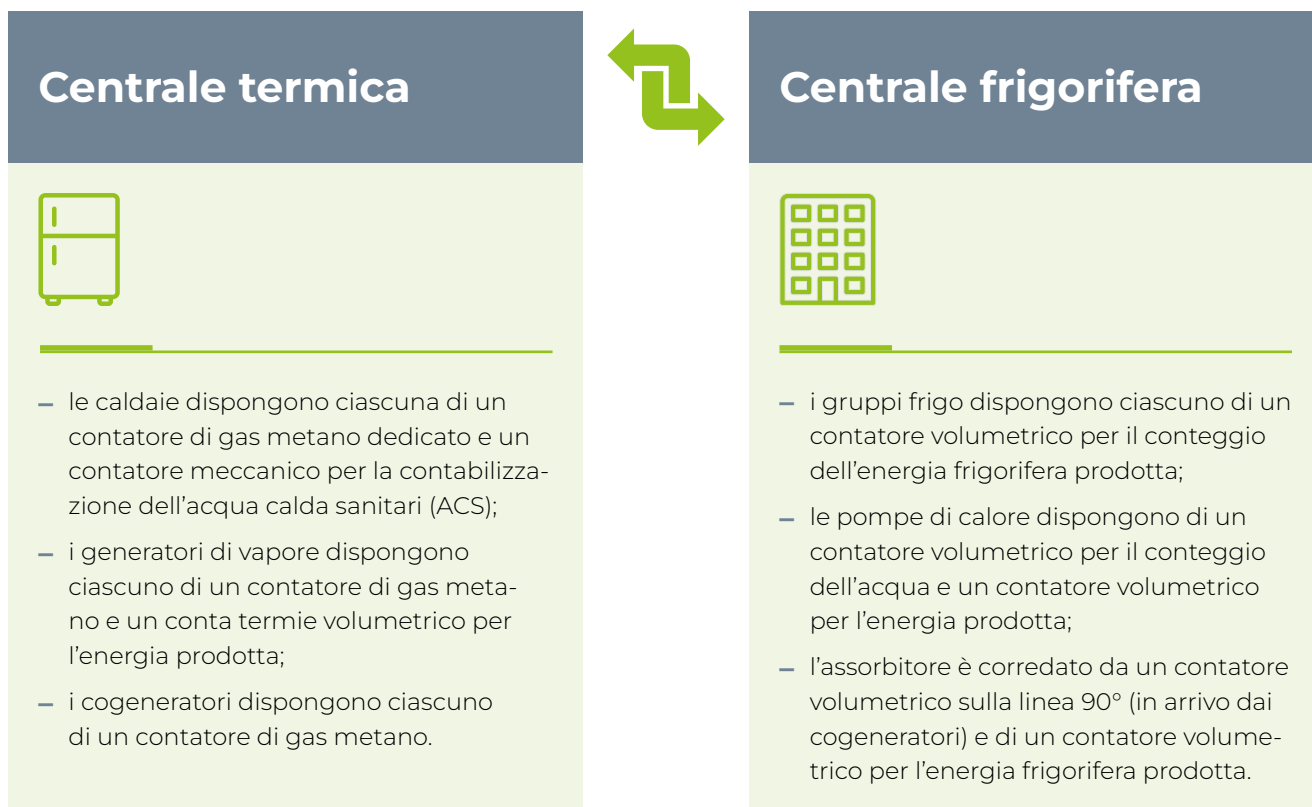 Centrale termica
le caldaie dispongono ciascuna di un
contatore di gas metano dedicato e un
contatore meccanico per la contabilizza-
zione dell'acqua calda sanitari (ACS);
i generatori di vapore dispongono
ciascuno di un contatore di gas meta-
no e un conta termie volumetrico per
l'energia prodotta;
i cogeneratori dispongono ciascuno
di un contatore di gas metano.
Centrale frigorifera
i gruppi frigo dispongono ciascuno di un
contatore volumetrico per il conteggio
dell'energia frigorifera prodotta;
le pompe di calore dispongono di un
contatore volumetrico per il conteggio
dell'acqua e un contatore volumetrico
per l'energia prodotta;
l'assorbitore è corredato da un contatore
volumetrico sulla linea 90° (in arrivo dai
cogeneratori) e di un contatore volume-
trico per l'energia frigorifera prodotta.